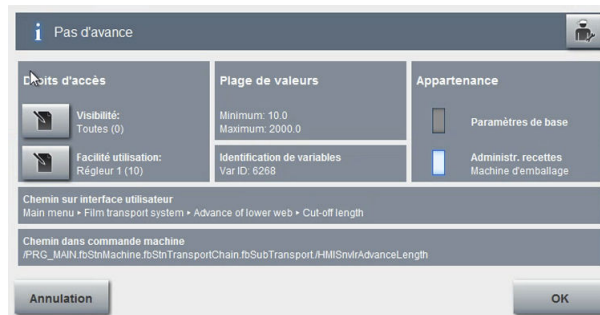 i Pas d'avance
Droits d'accès
Visibilité:
Toutes (0)
Facilité utilisation:
Régleur 1 (10)
Plage de valeurs
Minimum: 10.0
Maximum: 2000.0
Identification de variables
Var ID: 6268
Appartenance
Paramètres de base
Administr. recettes
Machine d'emballage
Chemin sur interface utilisateur
Main menu ▸ Film transport system ▸ Advance of lower web ▸ Cut-off length
Chemin dans commande machine
/PRG_MAIN.fbStnMachine.fbStnTransportChain.fbSubTransport./HMISnvlrAdvanceLength
Annulation
OK